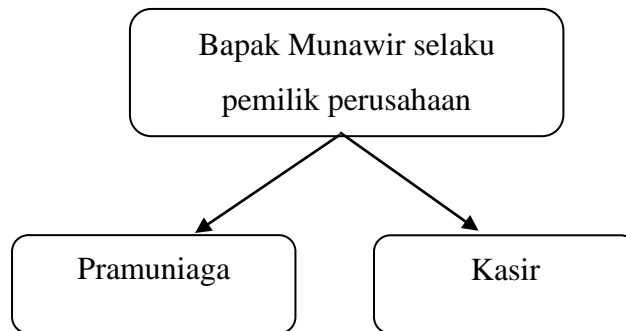 Bapak Munawir selaku
pemilik perusahaan
Pramuniaga
Kasir